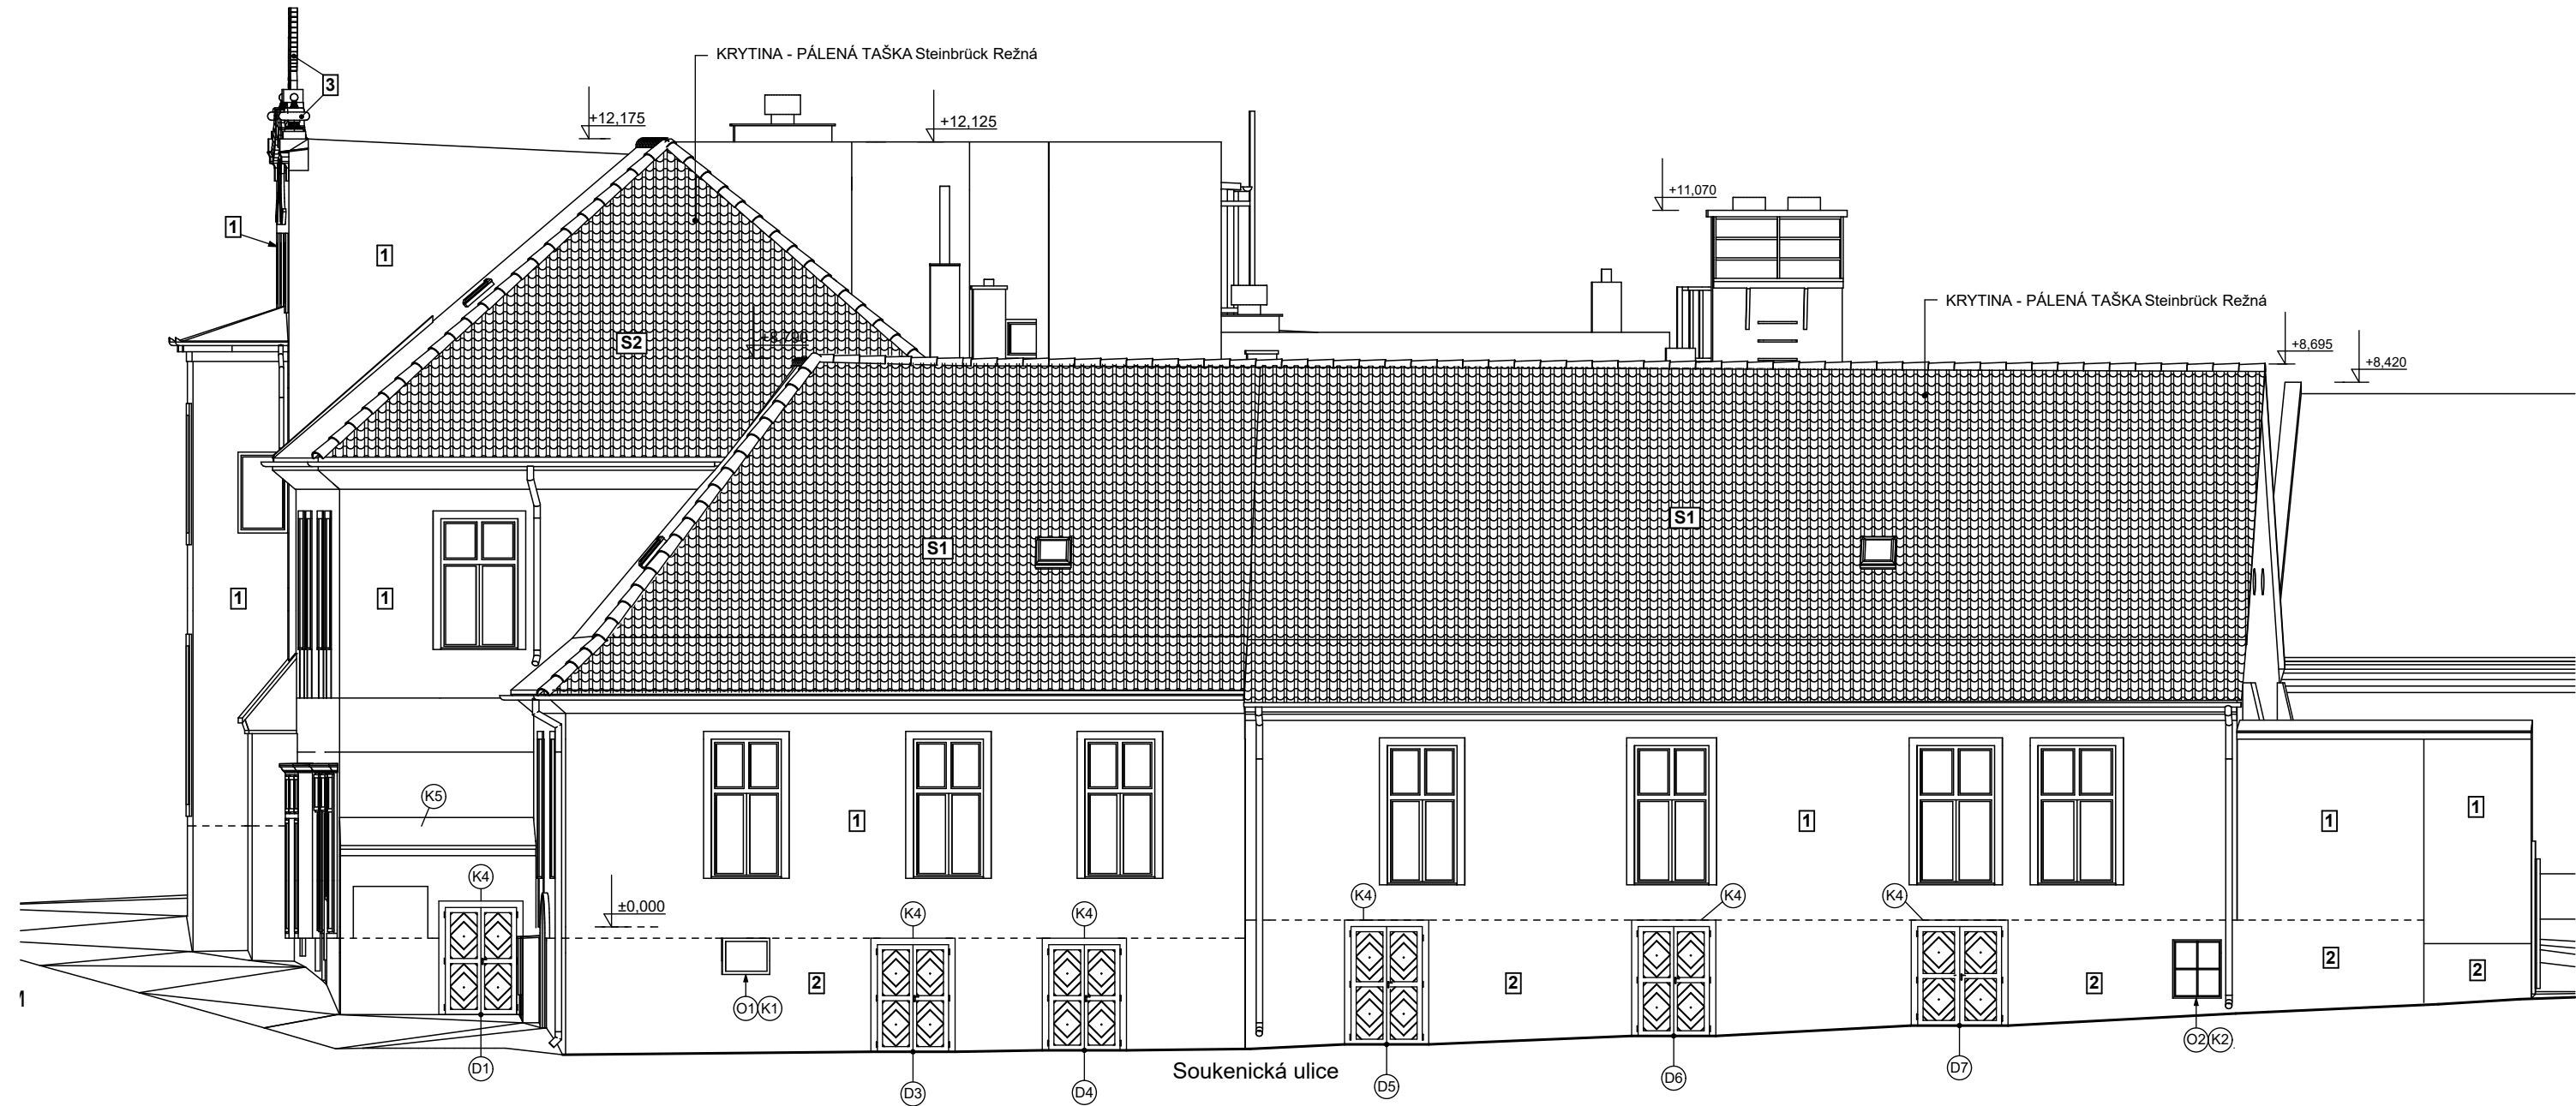 KRYTINA - PÁLENÁ TAŠKA Steinbrück Režná
3
+12,175
+12,125
+11,070
1
1
KRYTINA - PÁLENÁ TAŠKA Steinbrück Režná
S2
+8,695
+8,420
S1
S1
1
1
K5
1
1
1
1
K4
±0,000
K4
K4
K4
K4
K4
2
2
2
2
2
O1 K1
O2 K2
D1
D3
D4
Soukenická ulice
D5
D6
D7